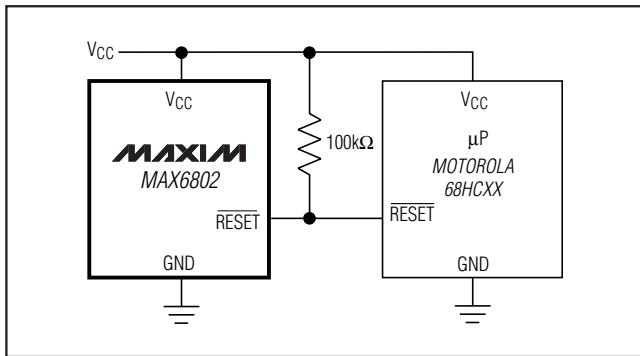 VCC
VCC
MAXIM
MAX6802
RESET
GND
100kΩ
VCC
μP
MOTOROLA
68HCXX
RESET
GND